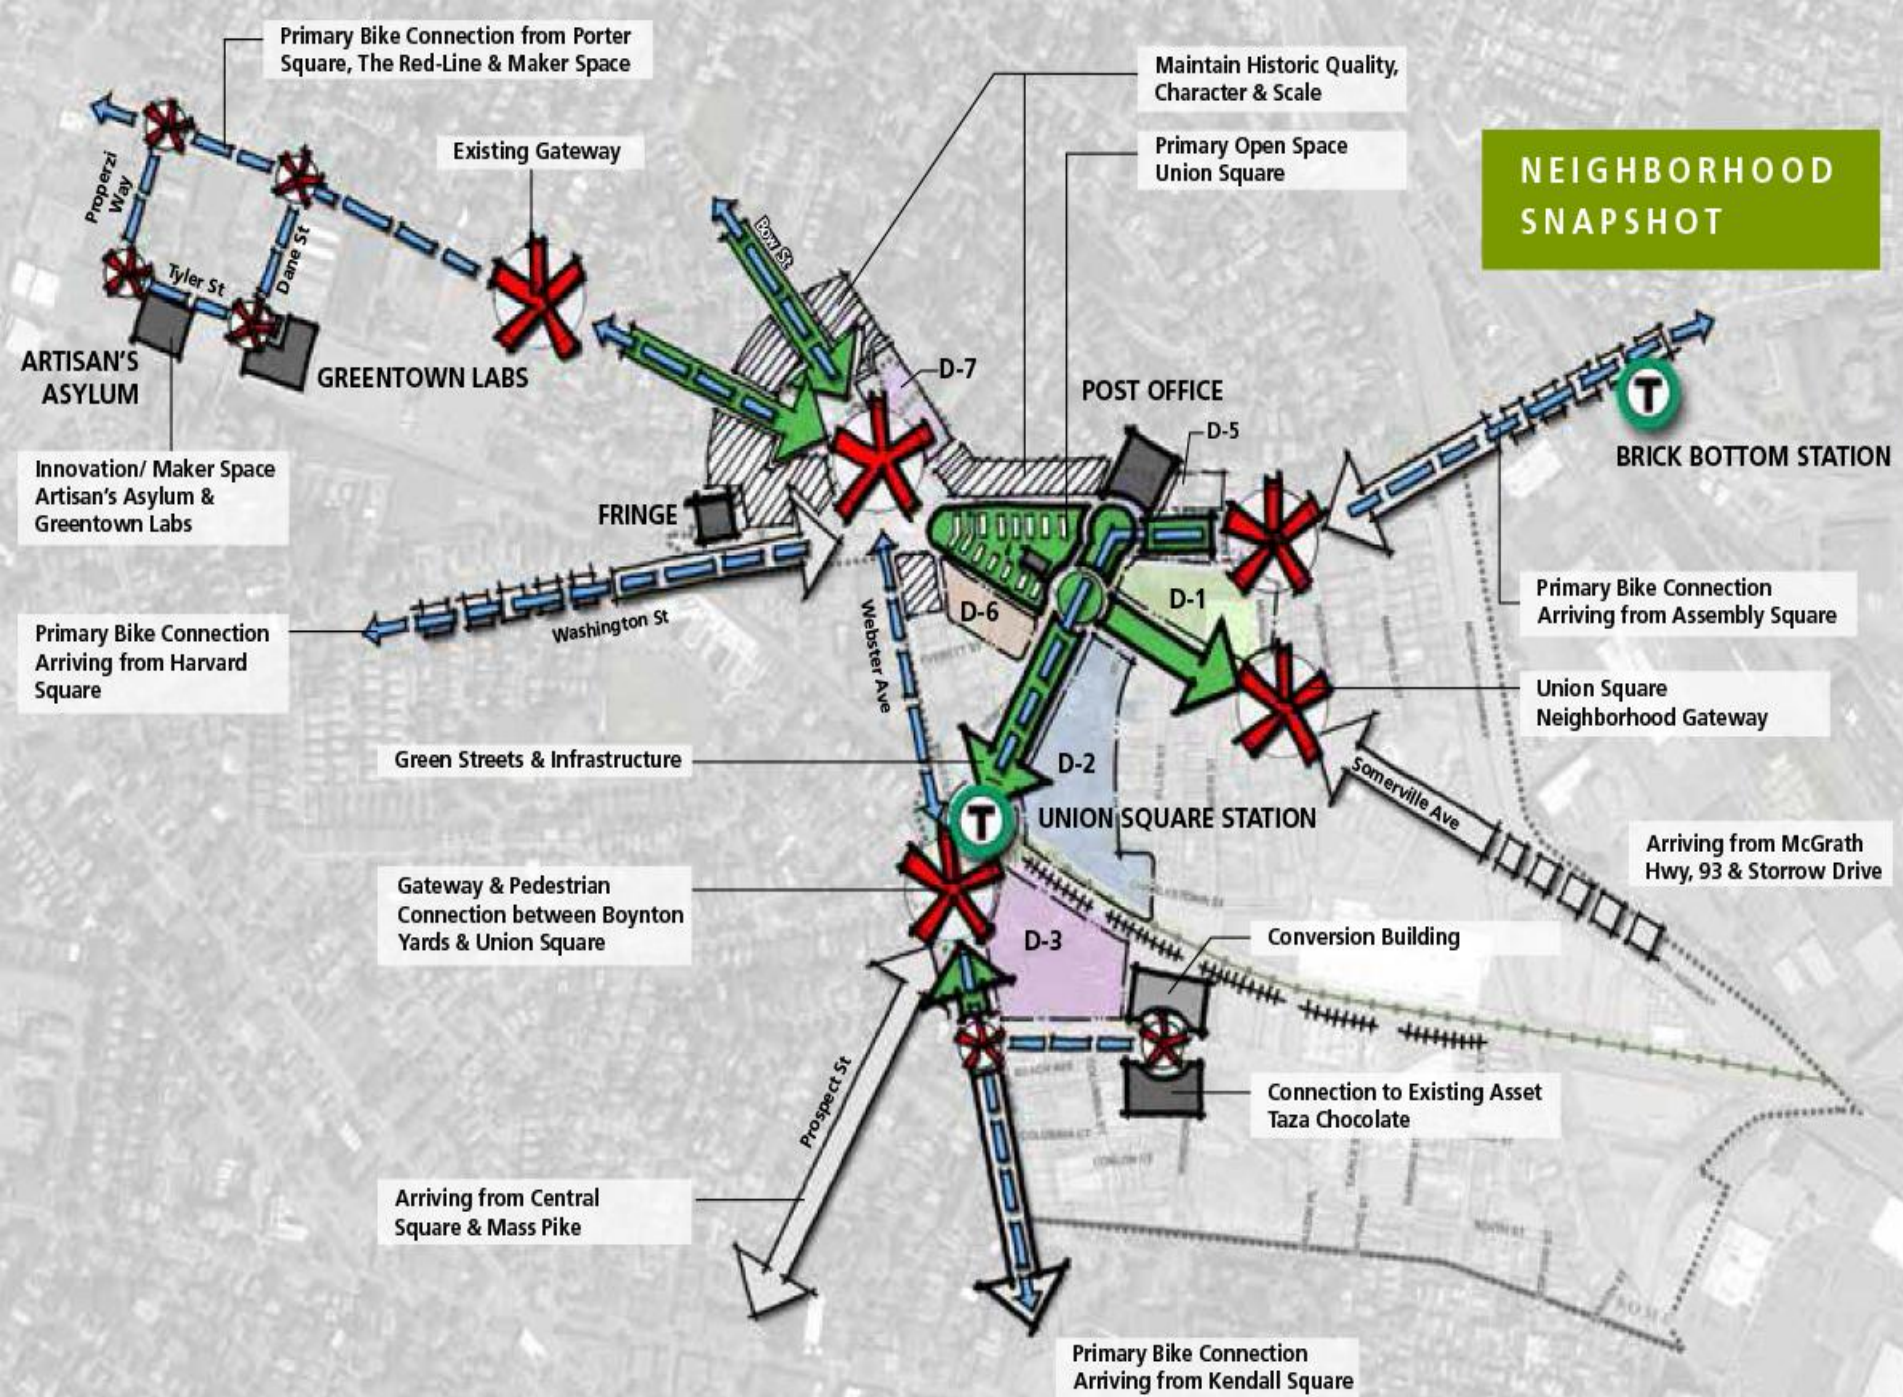 Primary Bike Connection from Porter
Square, The Red-Line & Maker Space
Maintain Historic Quality,
Character & Scale
Existing Gateway
Primary Open Space
Union Square
NEIGHBORHOOD
SNAPSHOT
Properzi
Way
Tyler St
Dane St
Bow St
ARTISAN'S
ASYLUM
GREENTOWN LABS
D-7
POST OFFICE
D-5
T
BRICK BOTTOM STATION
Innovation/ Maker Space
Artisan's Asylum &
Greentown Labs
FRINGE
Primary Bike Connection
Arriving from Harvard
Square
Washington St
Webster Ave
D-6
D-1
EVERETT ST
Primary Bike Connection
Arriving from Assembly Square
Union Square
Neighborhood Gateway
Green Streets & Infrastructure
D-2
T
UNION SQUARE STATION
Somerville Ave
Arriving from McGrath
Hwy, 93 & Storrow Drive
Gateway & Pedestrian
Connection between Boynton
Yards & Union Square
D-3
Conversion Building
Prospect St
Connection to Existing Asset
Taza Chocolate
COLUMBIA CT
Arriving from Central
Square & Mass Pike
Primary Bike Connection
Arriving from Kendall Square